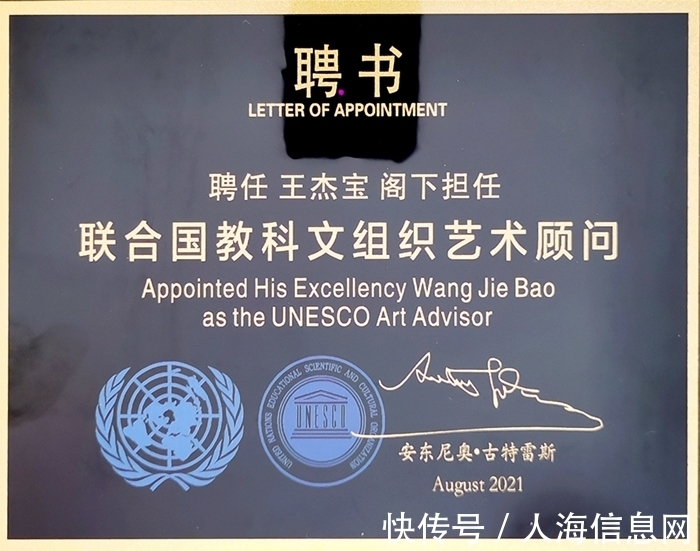 聘书
LETTER OF APPOINTMENT
聘任 王杰宝 阁下担任
联合国教科文组织艺术顾问
Appointed His Excellency Wang Jie Bao
as the UNESCO Art Advisor
UNITED NATIONS EDUCATIONAL SCIENTIFIC AND CULTURAL ORGANIZATION
UNESCO
安东尼奥·古特雷斯
August 2021
快传号 / 人海信息网